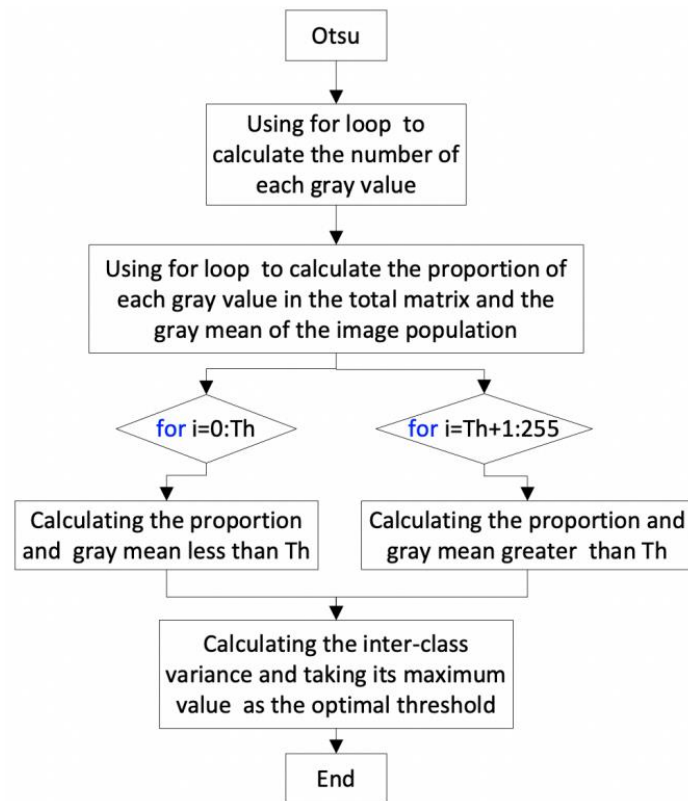 Otsu
Using for loop to
calculate the number of
each gray value
Using for loop to calculate the proportion of
each gray value in the total matrix and the
gray mean of the image population
for i=0:Th
for i=Th+1:255
Calculating the proportion
and gray mean less than Th
Calculating the proportion and
gray mean greater than Th
Calculating the inter-class
variance and taking its maximum
value as the optimal threshold
End